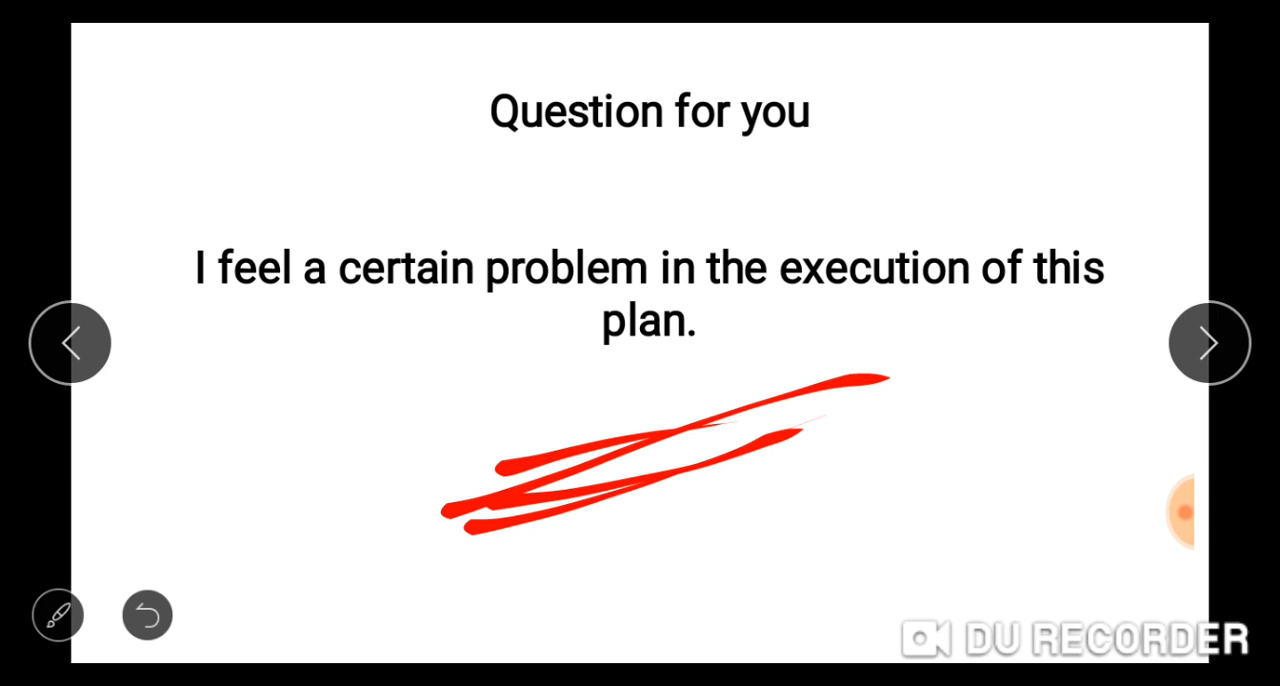 Question for you
I feel a certain problem in the execution of this
plan.
DU RECORDER